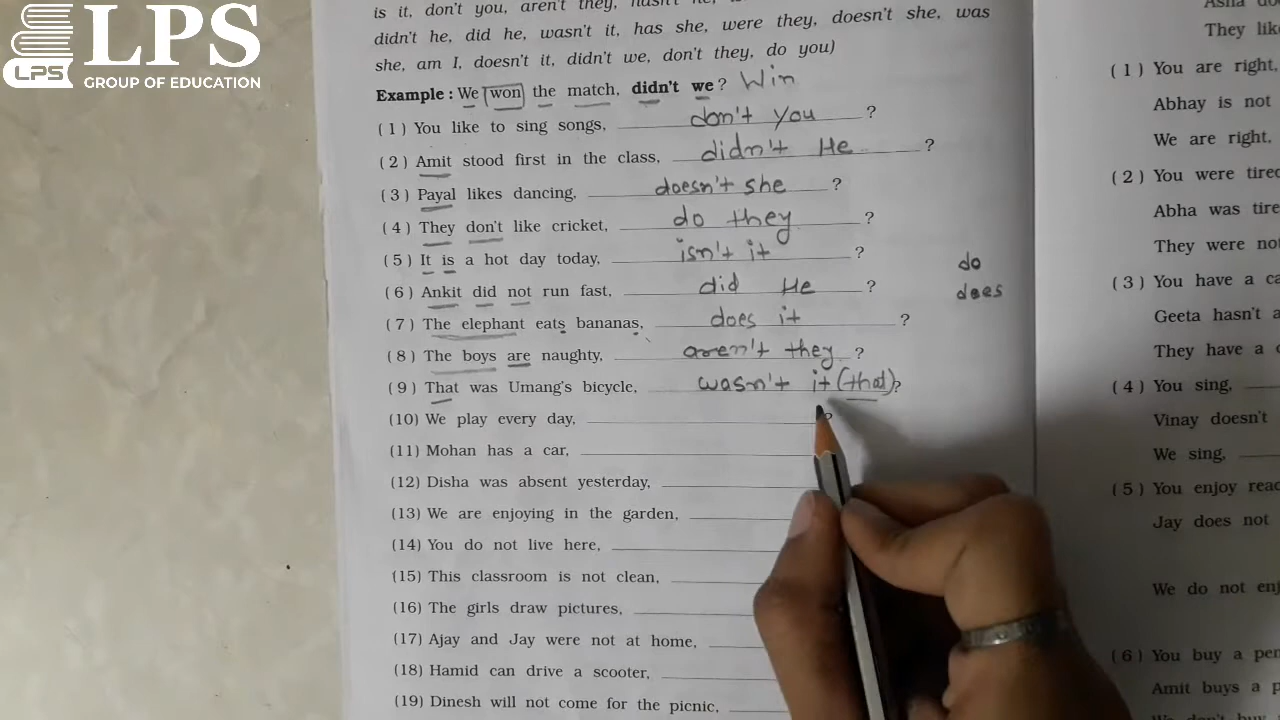 LPS
LPS
GROUP OF EDUCATION
is it, don't you, aren't they, hasn't he,
didn't he, did he, wasn't it, has she, were they, doesn't she, was
she, am I, doesn't it, didn't we, don't they, do you)
Example : We won the match, didn't we? Win
(1) You like to sing songs, don't you ?
(2) Amit stood first in the class, didn't He ?
(3) Payal likes dancing, doesn't she ?
(4) They don't like cricket, do they ?
(5) It is a hot day today, isn't it ?
(6) Ankit did not run fast, did He ?
(7) The elephant eats bananas, does it ?
(8) The boys are naughty, aren't they ?
(9) That was Umang's bicycle, wasn't it (that)?
(10) We play every day, ?
(11) Mohan has a car,
(12) Disha was absent yesterday,
(13) We are enjoying in the garden,
(14) You do not live here,
(15) This classroom is not clean,
(16) The girls draw pictures,
(17) Ajay and Jay were not at home,
(18) Hamid can drive a scooter,
(19) Dinesh will not come for the picnic,
do
does
They
(1) You are right,
Abhay is not
We are right,
(2) You were
Abha was
They were
(3) You have a
Geeta hasn't
They have a
(4) You sing,
Vinay doesn't
We sing,
(5) You enjoy
Jay does not
We do not
(6) You buy a
Amit buys a